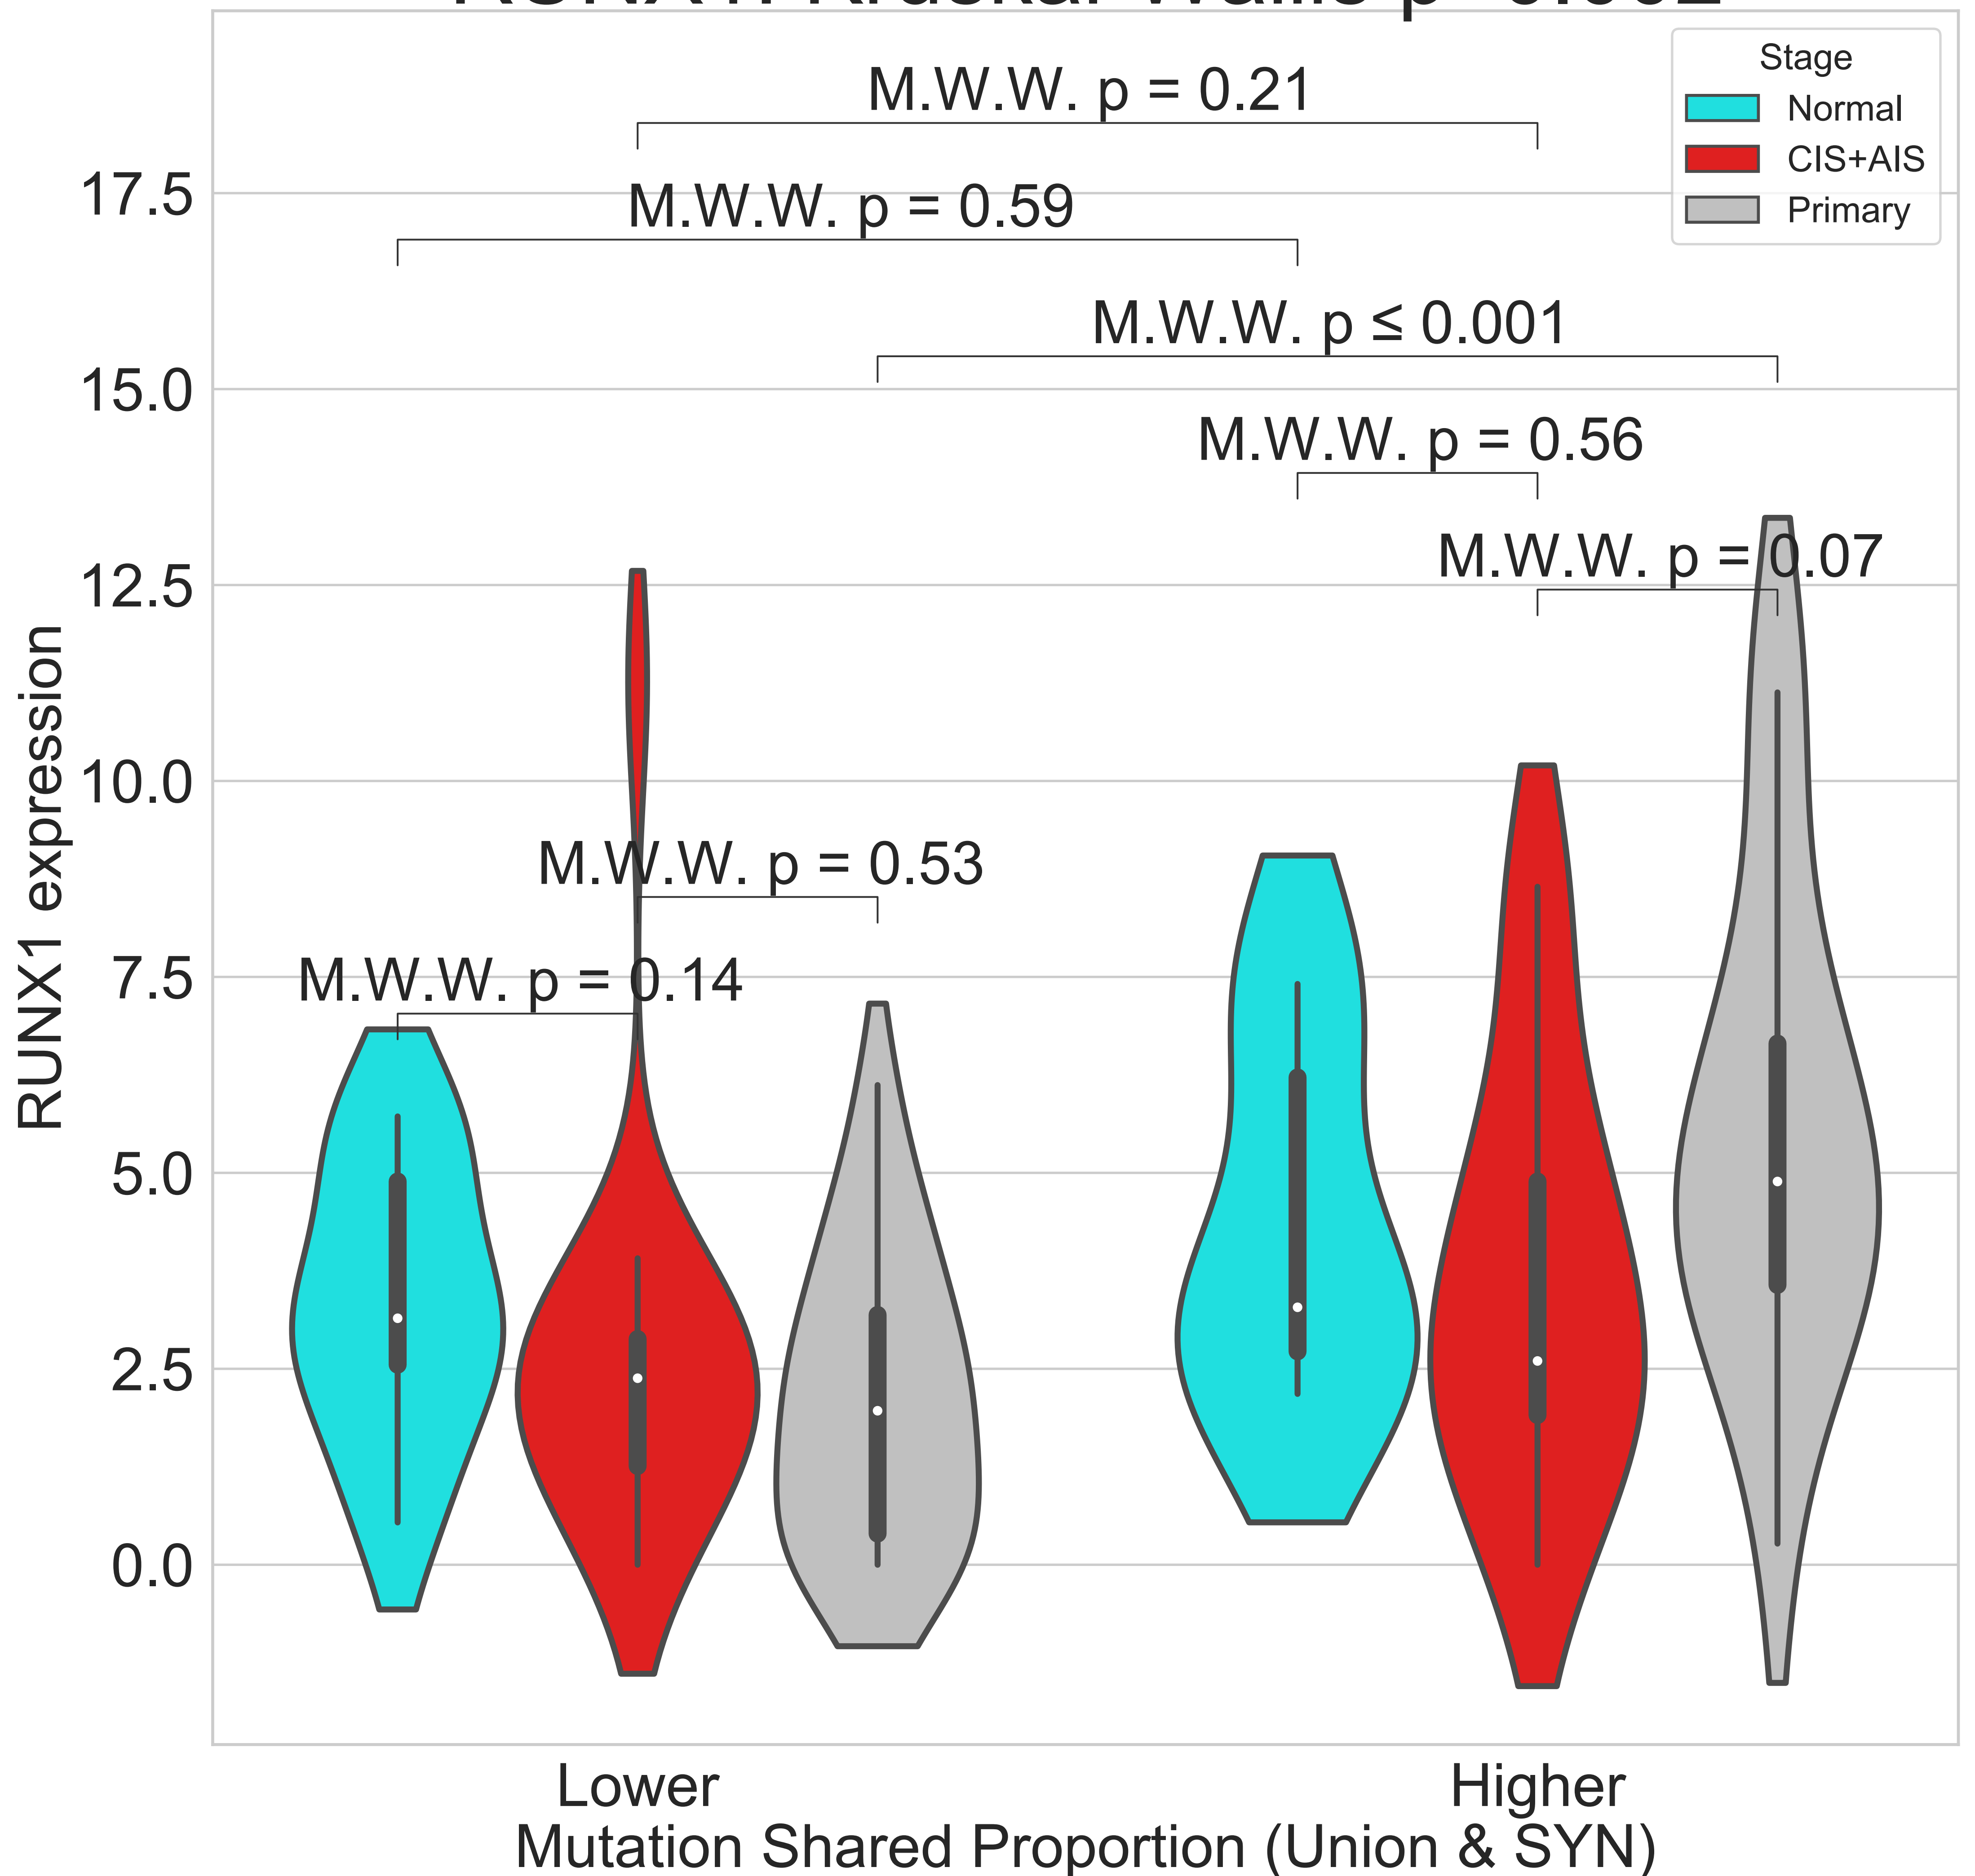 M.W.W. p = 0.21
M.W.W. p = 0.59
M.W.W. p ≤ 0.001
M.W.W. p = 0.56
M.W.W. p = 0.07
M.W.W. p = 0.53
M.W.W. p = 0.14
Stage
Normal
CIS+AIS
Primary
RUNX1 expression
17.5
15.0
12.5
10.0
7.5
5.0
2.5
0.0
Lower
Higher
Mutation Shared Proportion (Union & SYN)